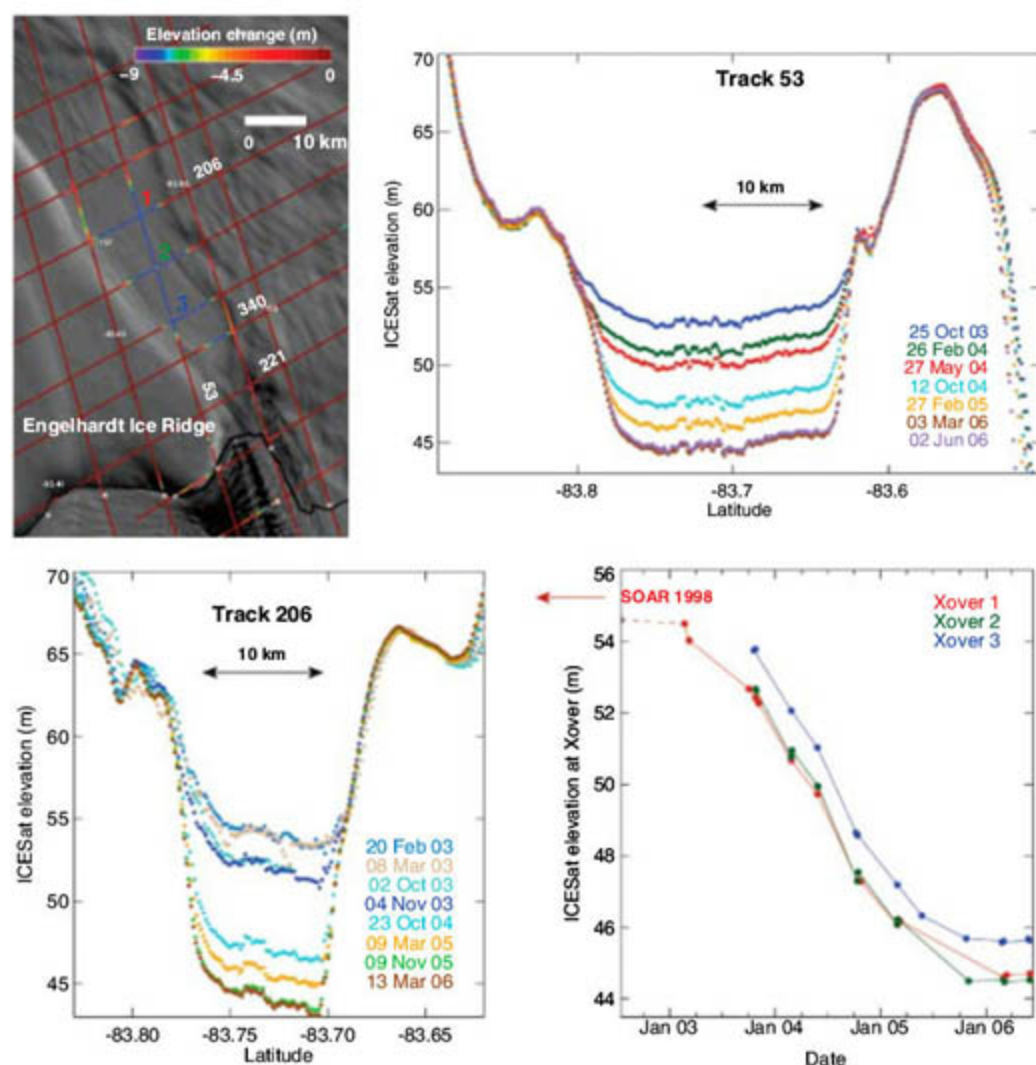 Elevation change (m)
-9
-4.5
0
0
10 km
206
1
2
3
340
221
53
Engelhardt Ice Ridge
Track 53
ICESat elevation (m)
70
65
60
55
50
45
10 km
25 Oct 03
26 Feb 04
27 May 04
12 Oct 04
27 Feb 05
03 Mar 06
02 Jun 06
-83.8
-83.7
-83.6
Latitude
Track 206
ICESat elevation (m)
70
65
60
55
50
45
10 km
20 Feb 03
08 Mar 03
02 Oct 03
04 Nov 03
23 Oct 04
09 Mar 05
09 Nov 05
13 Mar 06
-83.80
-83.75
-83.70
-83.65
Latitude
ICESat elevation at Xover (m)
56
54
52
50
48
46
44
SOAR 1998
Xover 1
Xover 2
Xover 3
Jan 03
Jan 04
Jan 05
Jan 06
Date